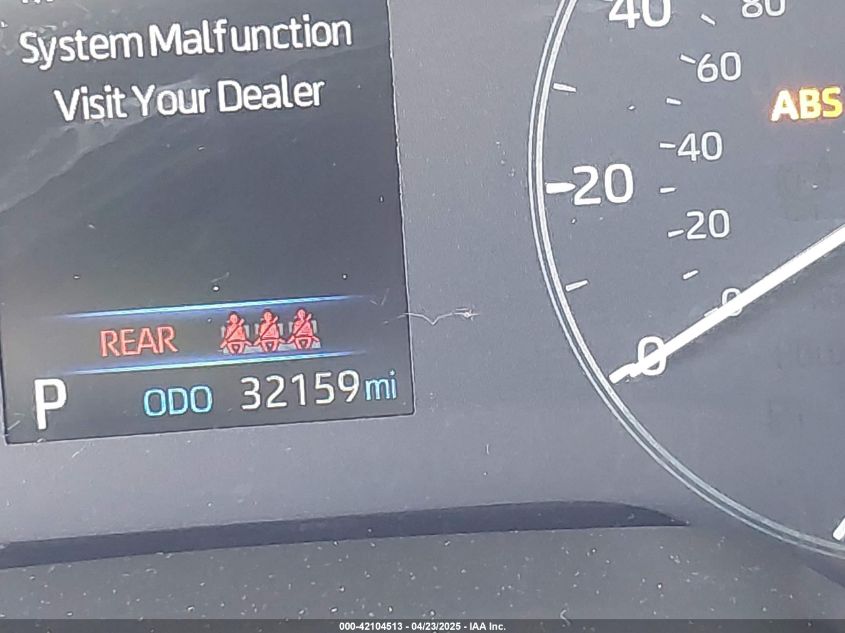 System Malfunction
Visit Your Dealer
REAR
P ODO 32159 mi
40 80
60
ABS
40
20
20
0
0
000-42104513 - 04/23/2025 - IAA Inc.